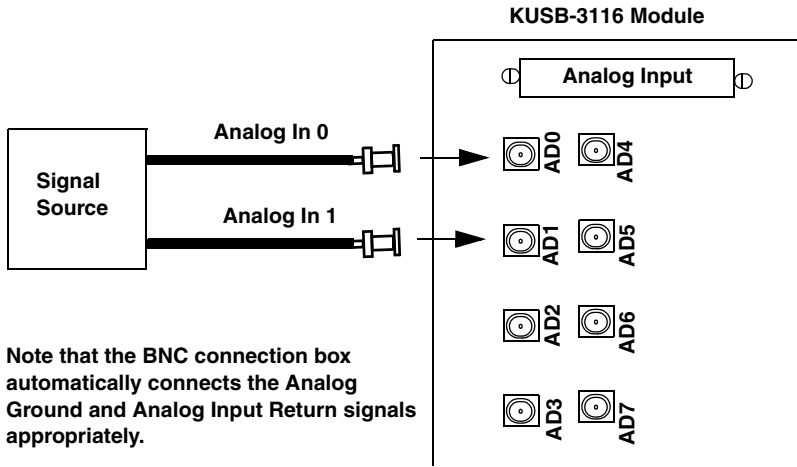 KUSB-3116 Module
Analog Input
Analog In 0
AD0
AD4
Signal
Source
Analog In 1
AD1
AD5
AD2
AD6
Note that the BNC connection box
automatically connects the Analog
Ground and Analog Input Return signals
appropriately.
AD3
AD7